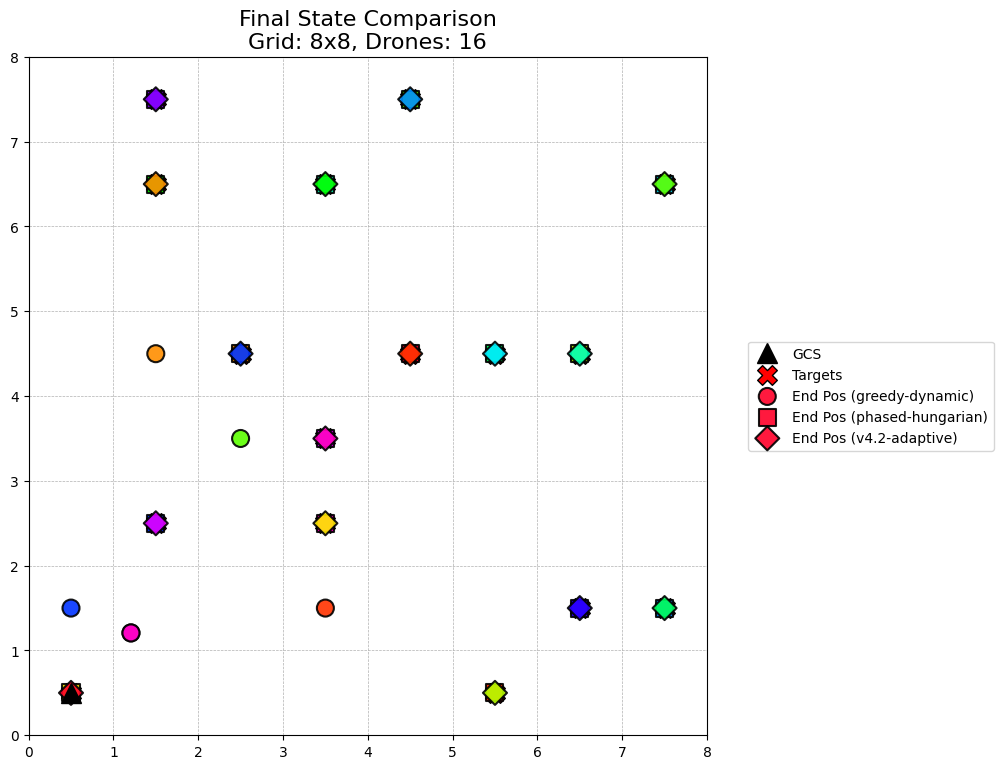 Final State Comparison
Grid: 8x8, Drones: 16
8
7
6
5
4
3
2
1
0
0 1 2 3 4 5 6 7 8
GCS
Targets
End Pos (greedy-dynamic)
End Pos (phased-hungarian)
End Pos (v4.2-adaptive)